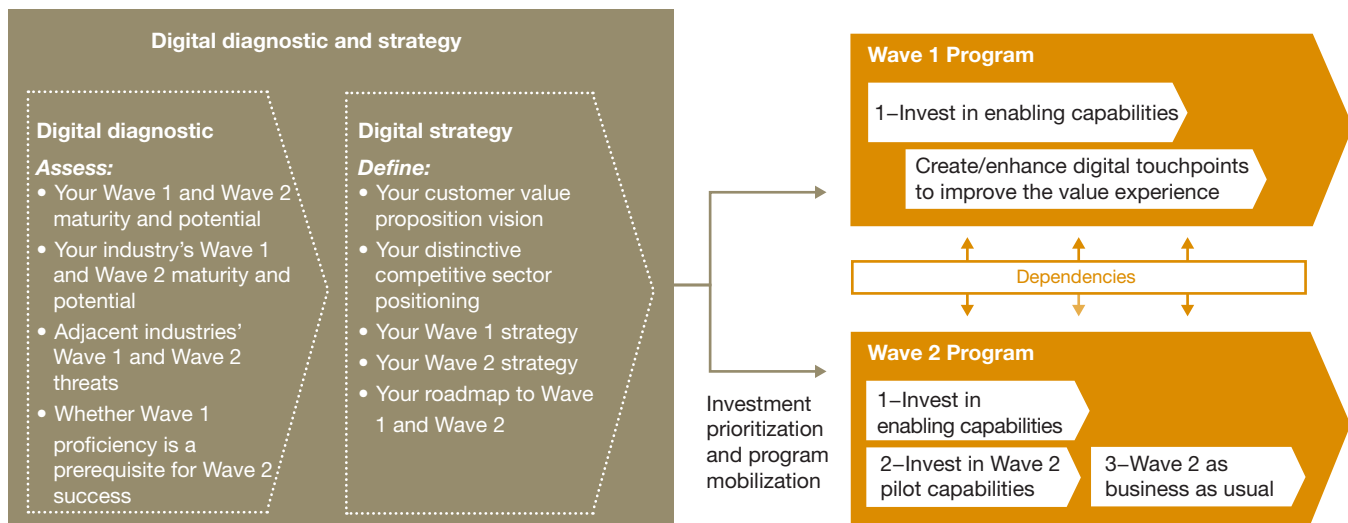 Digital diagnostic and strategy
Digital diagnostic
Assess:
• Your Wave 1 and Wave 2
maturity and potential
• Your industry’s Wave 1
and Wave 2 maturity and
potential
• Adjacent industries’
Wave 1 and Wave 2
threats
• Whether Wave 1
proficiency is a
prerequisite for Wave 2
success
Digital strategy
Define:
• Your customer value
proposition vision
• Your distinctive
competitive sector
positioning
• Your Wave 1 strategy
• Your Wave 2 strategy
• Your roadmap to Wave
1 and Wave 2
Investment
prioritization
and program
mobilization
Wave 1 Program
1–Invest in enabling capabilities
Create/enhance digital touchpoints
to improve the value experience
Dependencies
Wave 2 Program
1–Invest in
enabling capabilities
2–Invest in Wave 2
pilot capabilities
3–Wave 2 as
business as usual